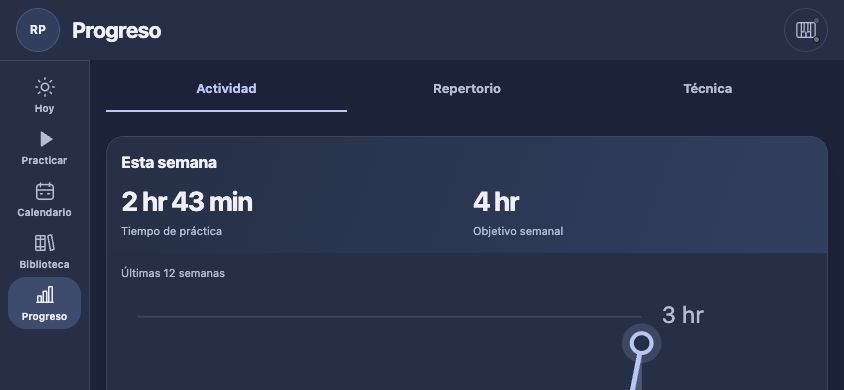 RP
Progreso
Hoy
Practicar
Calendario
Biblioteca
Progreso
Actividad
Repertorio
Técnica
Esta semana
2 hr 43 min
4 hr
Tiempo de práctica
Objetivo semanal
Últimas 12 semanas
3 hr